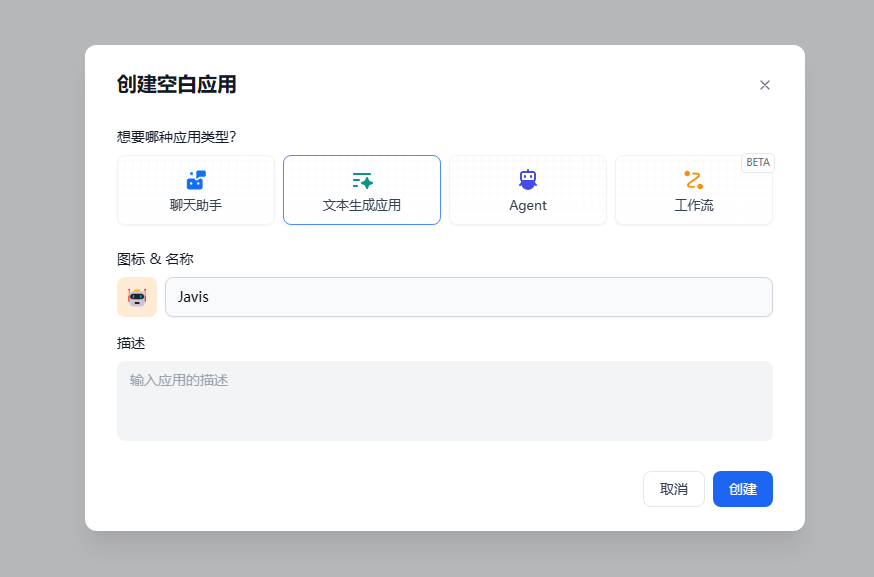 创建空白应用
想要哪种应用类型？
聊天助手
文本生成应用
Agent
BETA
工作流
图标 & 名称
Javis
描述
输入应用的描述
取消
创建